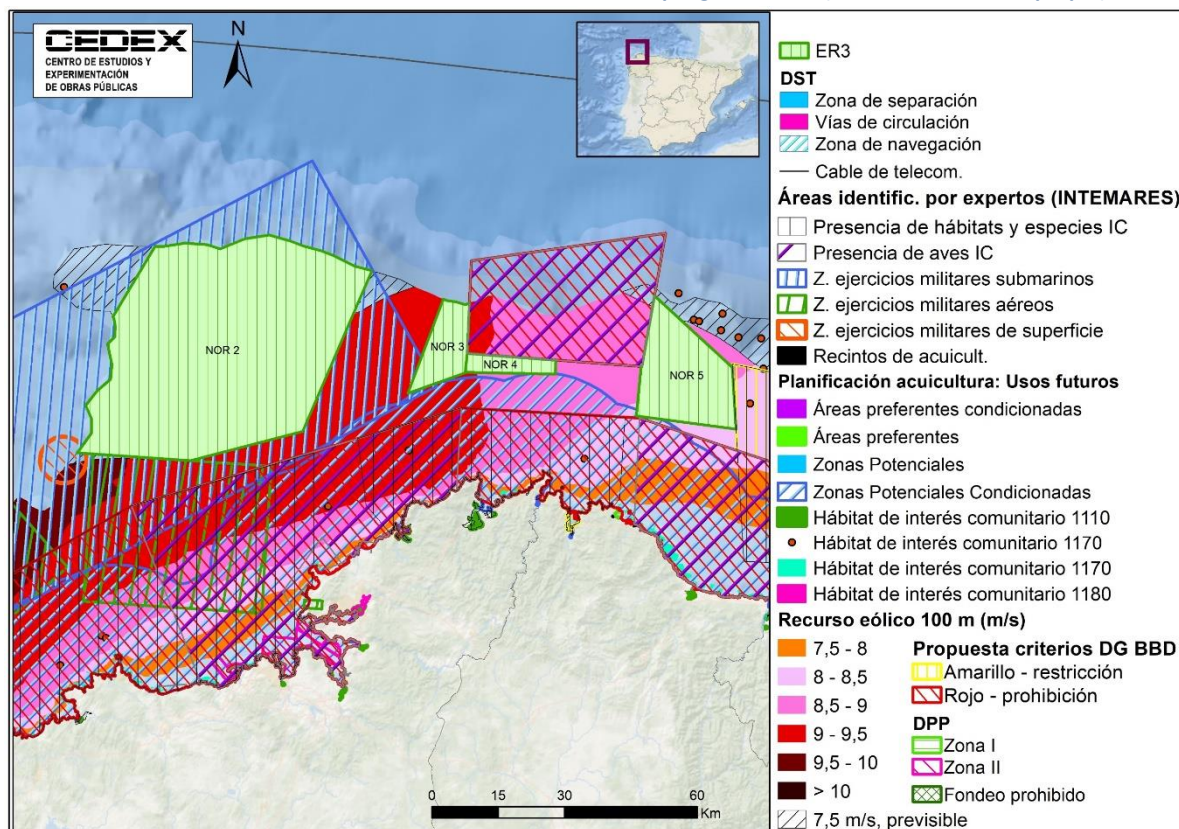 CEDEX
CENTRO DE ESTUDIOS Y
EXPERIMENTACIÓN
DE OBRAS PÚBLICAS
N
NOR 2
NOR 3
NOR 4
NOR 5
0 15 30 60
Km
ER3
DST
Zona de separación
Vías de circulación
Zona de navegación
Cable de telecom.
Áreas identific. por expertos (INTEMARES)
Presencia de hábitats y especies IC
Presencia de aves IC
Z. ejercicios militares submarinos
Z. ejercicios militares aéreos
Z. ejercicios militares de superficie
Recintos de acuicult.
Planificación acuicultura: Usos futuros
Áreas preferentes condicionadas
Áreas preferentes
Zonas Potenciales
Zonas Potenciales Condicionadas
Hábitat de interés comunitario 1110
Hábitat de interés comunitario 1170
Hábitat de interés comunitario 1170
Hábitat de interés comunitario 1180
Recurso eólico 100 m (m/s)
7,5 - 8
8 - 8,5
8,5 - 9
9 - 9,5
9,5 - 10
> 10
7,5 m/s, previsible
Propuesta criterios DG BBD
Amarillo - restricción
Rojo - prohibición
DPP
Zona I
Zona II
Fondeo prohibido